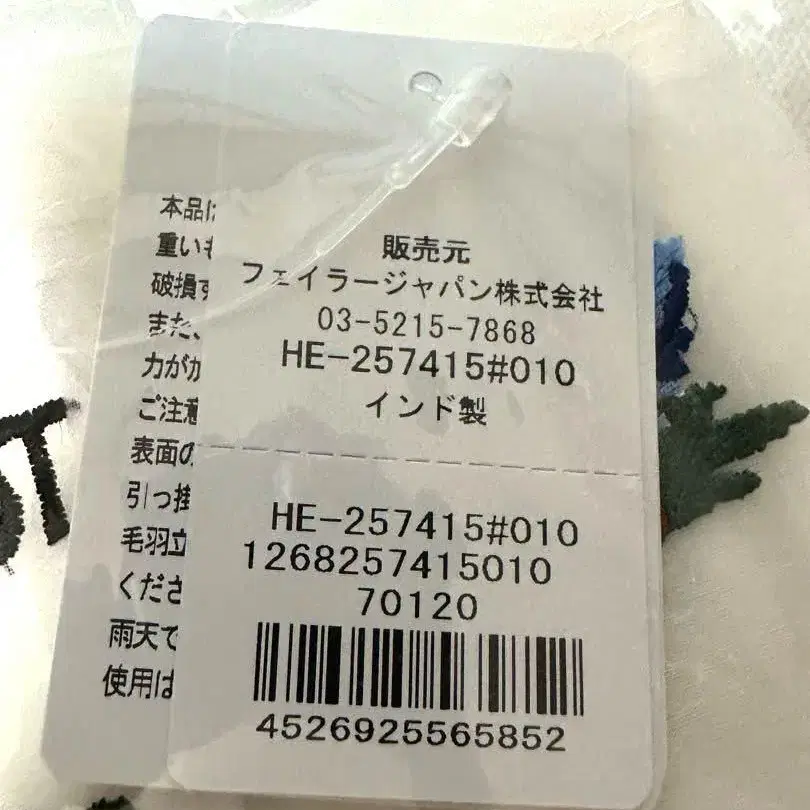 販売元
フェイラージャパン株式会社
03-5215-7868
HE-257415#010
インド製
HE-257415#010
1268257415010
70120
4526925565852
本品
重い
破損
また、
力が
ご注意
表面の
引っ掛
毛羽立
くださ
雨天で
使用は
ST